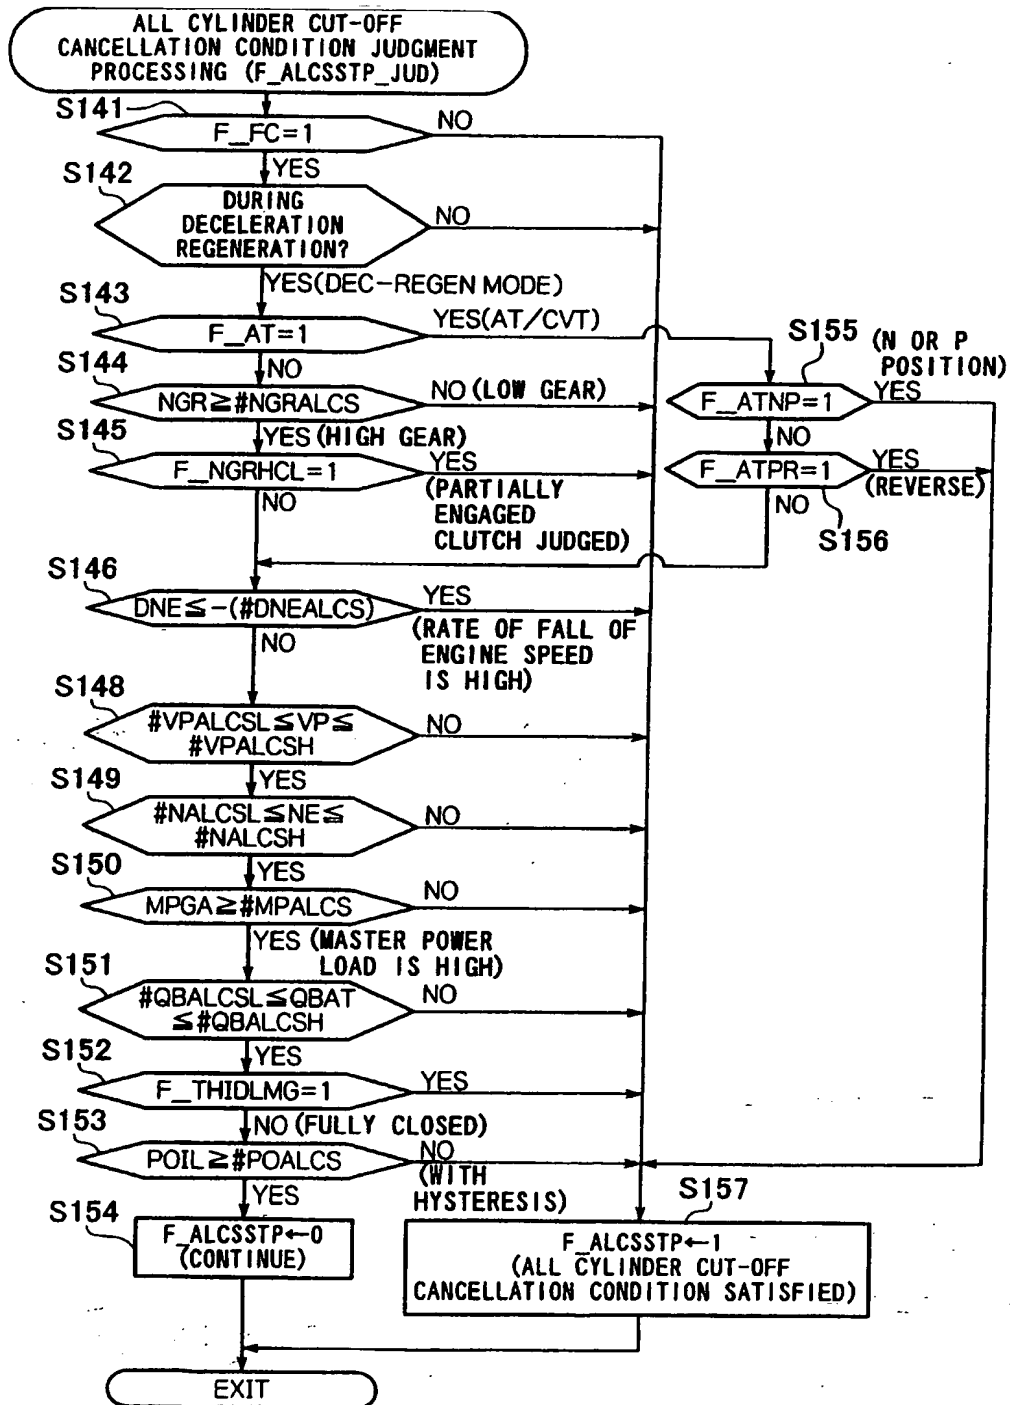 ALL CYLINDER CUT-OFF
CANCELLATION CONDITION JUDGMENT
PROCESSING (F_ALCSSTP_JUD)
S141
F_FC=1
NO
YES
S142
DURING
DECELERATION
REGENERATION?
NO
YES(DEC-REGEN MODE)
S143
F_AT=1
YES(AT/CVT)
NO
S155
(N OR P
POSITION)
F_ATNP=1
YES
NO
S144
NGR≧#NGRALCS
NO (LOW GEAR)
YES (HIGH GEAR)
S145
F_NGRHCL=1
YES
(PARTIALLY
ENGAGED
CLUTCH JUDGED)
NO
F_ATPR=1
YES
(REVERSE)
NO
S156
S146
DNE≦-(#DNEALCS)
YES
(RATE OF FALL OF
ENGINE SPEED
IS HIGH)
NO
S148
#VPALCSL≦VP≦
#VPALCSH
NO
YES
S149
#NALCSL≦NE≦
#NALCSH
NO
YES
S150
MPGA≧#MPALCS
NO
YES (MASTER POWER
LOAD IS HIGH)
S151
#QBALCSL≦QBAT
≦#QBALCSH
NO
YES
S152
F_THIDLMG=1
YES
NO (FULLY CLOSED)
S153
POIL≧#POALCS
NO
(WITH
HYSTERESIS)
YES
S154
F_ALCSSTP←0
(CONTINUE)
S157
F_ALCSSTP←1
(ALL CYLINDER CUT-OFF
CANCELLATION CONDITION SATISFIED)
EXIT